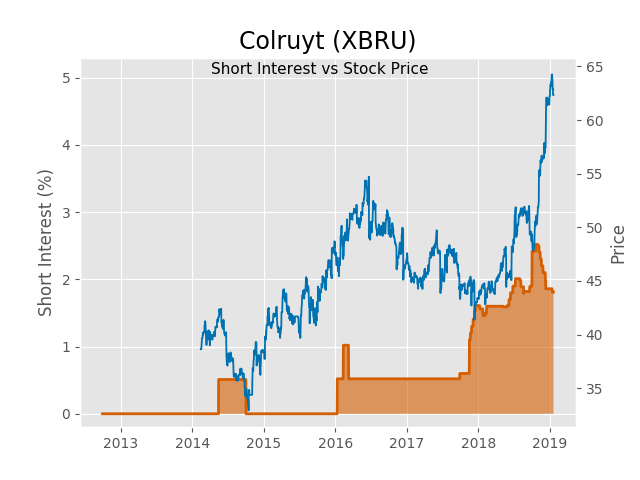 Colruyt (XBRU)
Short Interest vs Stock Price
Short Interest (%)
5
4
3
2
1
0
65
60
55
50
45
40
35
Price
2013 2014 2015 2016 2017 2018 2019